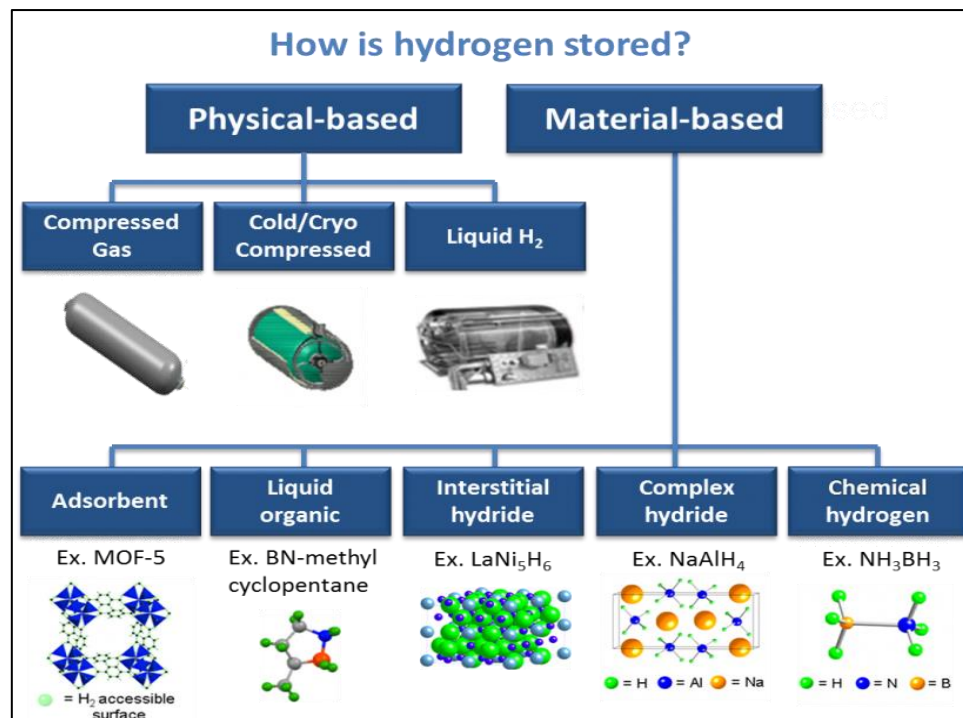 How is hydrogen stored?
Physical-based
Material-based
ased
Compressed
Gas
Cold/Cryo
Compressed
Liquid H₂
Adsorbent
Liquid
organic
Interstitial
hydride
Complex
hydride
Chemical
hydrogen
Ex. MOF-5
Ex. BN-methyl
cyclopentane
Ex. LaNi₅H₆
Ex. NaAlH₄
Ex. NH₃BH₃
= H₂ accessible
surface
= H = Al = Na
= H = N = B